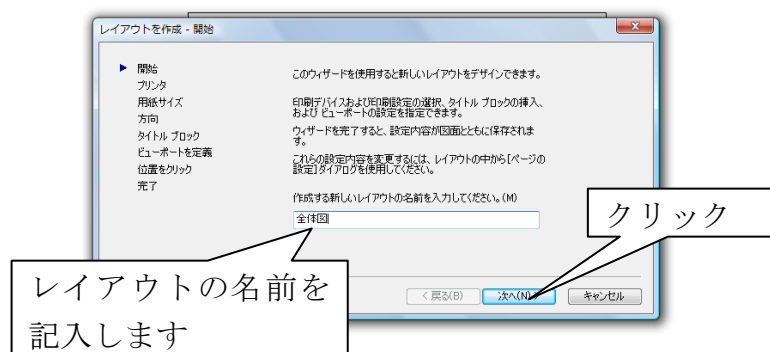 レイアウトを作成 - 開始
開始
プリンタ
用紙サイズ
方向
タイトル ブロック
ビューポートを定義
位置をクリック
完了
このウィザードを使用すると新しいレイアウトをデザインできます。
印刷デバイスおよび印刷設定の選択、タイトル ブロックの挿入、
および ビューポートの設定を指定できます。
ウィザードを完了すると、設定内容が図面とともに保存されま
す。
これらの設定内容を変更するには、レイアウトの中から[ページの
設定]ダイアログを使用してください。
作成する新しいレイアウトの名前を入力してください。(M)
全体図
クリック
レイアウトの名前を
記入します
< 戻る(B)
次へ(N) >
キャンセル